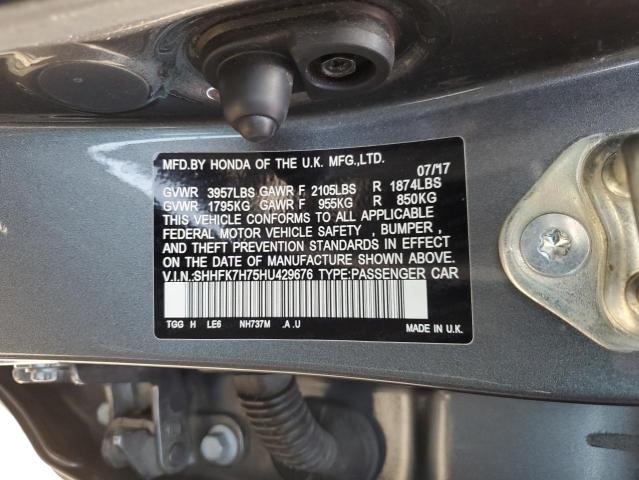 MFD.BY HONDA OF THE U.K. MFG.,LTD.
07/17
GVWR 3957LBS GAWR F 2105LBS R 1874LBS
GVWR 1795KG GAWR F 955KG R 850KG
THIS VEHICLE CONFORMS TO ALL APPLICABLE
FEDERAL MOTOR VEHICLE SAFETY , BUMPER ,
AND THEFT PREVENTION STANDARDS IN EFFECT
ON THE DATE OF MANUFACTURE SHOWN ABOVE.
V.I.N.:SHHFK7H75HU429676 TYPE:PASSENGER CAR
TGG H LE6 NH737M .A .U MADE IN U.K.